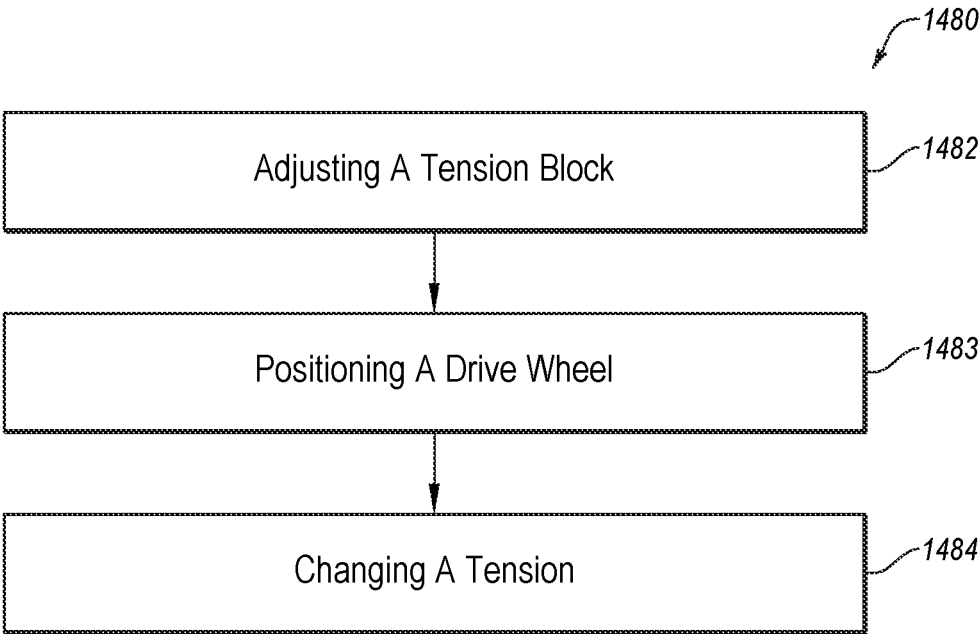 1480
Adjusting A Tension Block
1482
Positioning A Drive Wheel
1483
Changing A Tension
1484